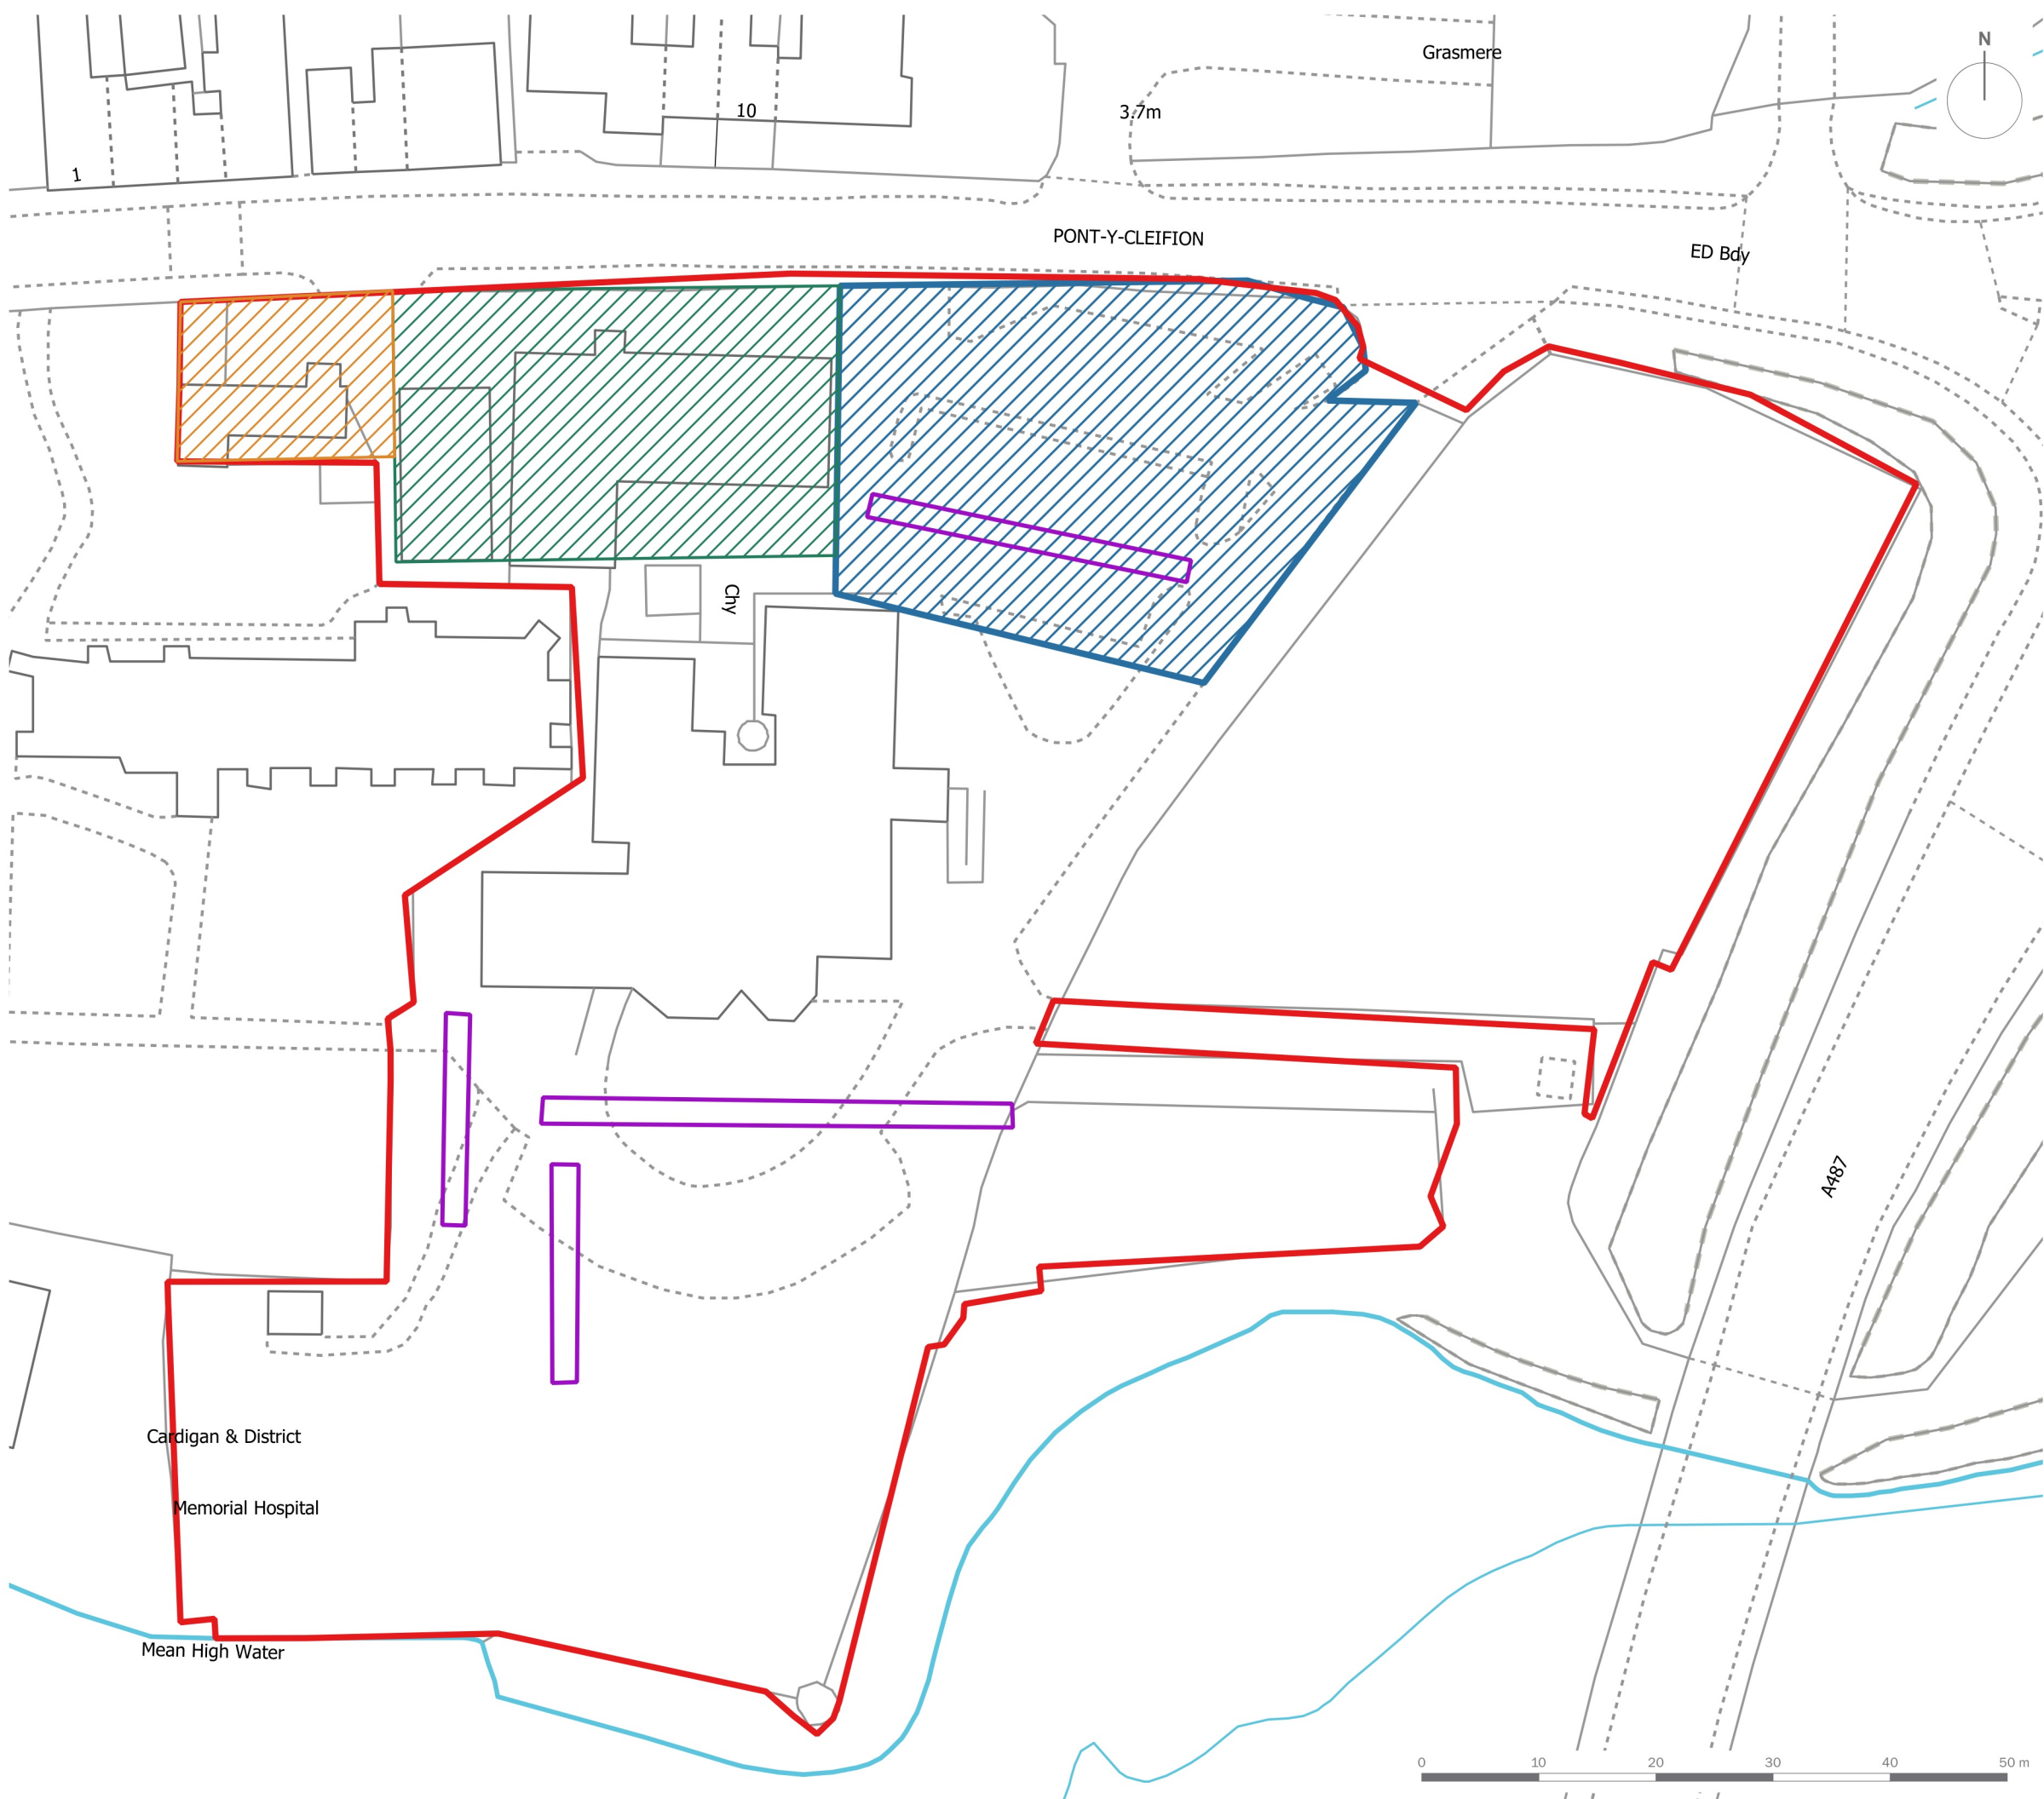 Grasmere
N
10
3.7m
1
PONT-Y-CLEIFION
ED Bdy
Chy
A487
Cardigan & District
Memorial Hospital
Mean High Water
0 10 20 30 40 50 m